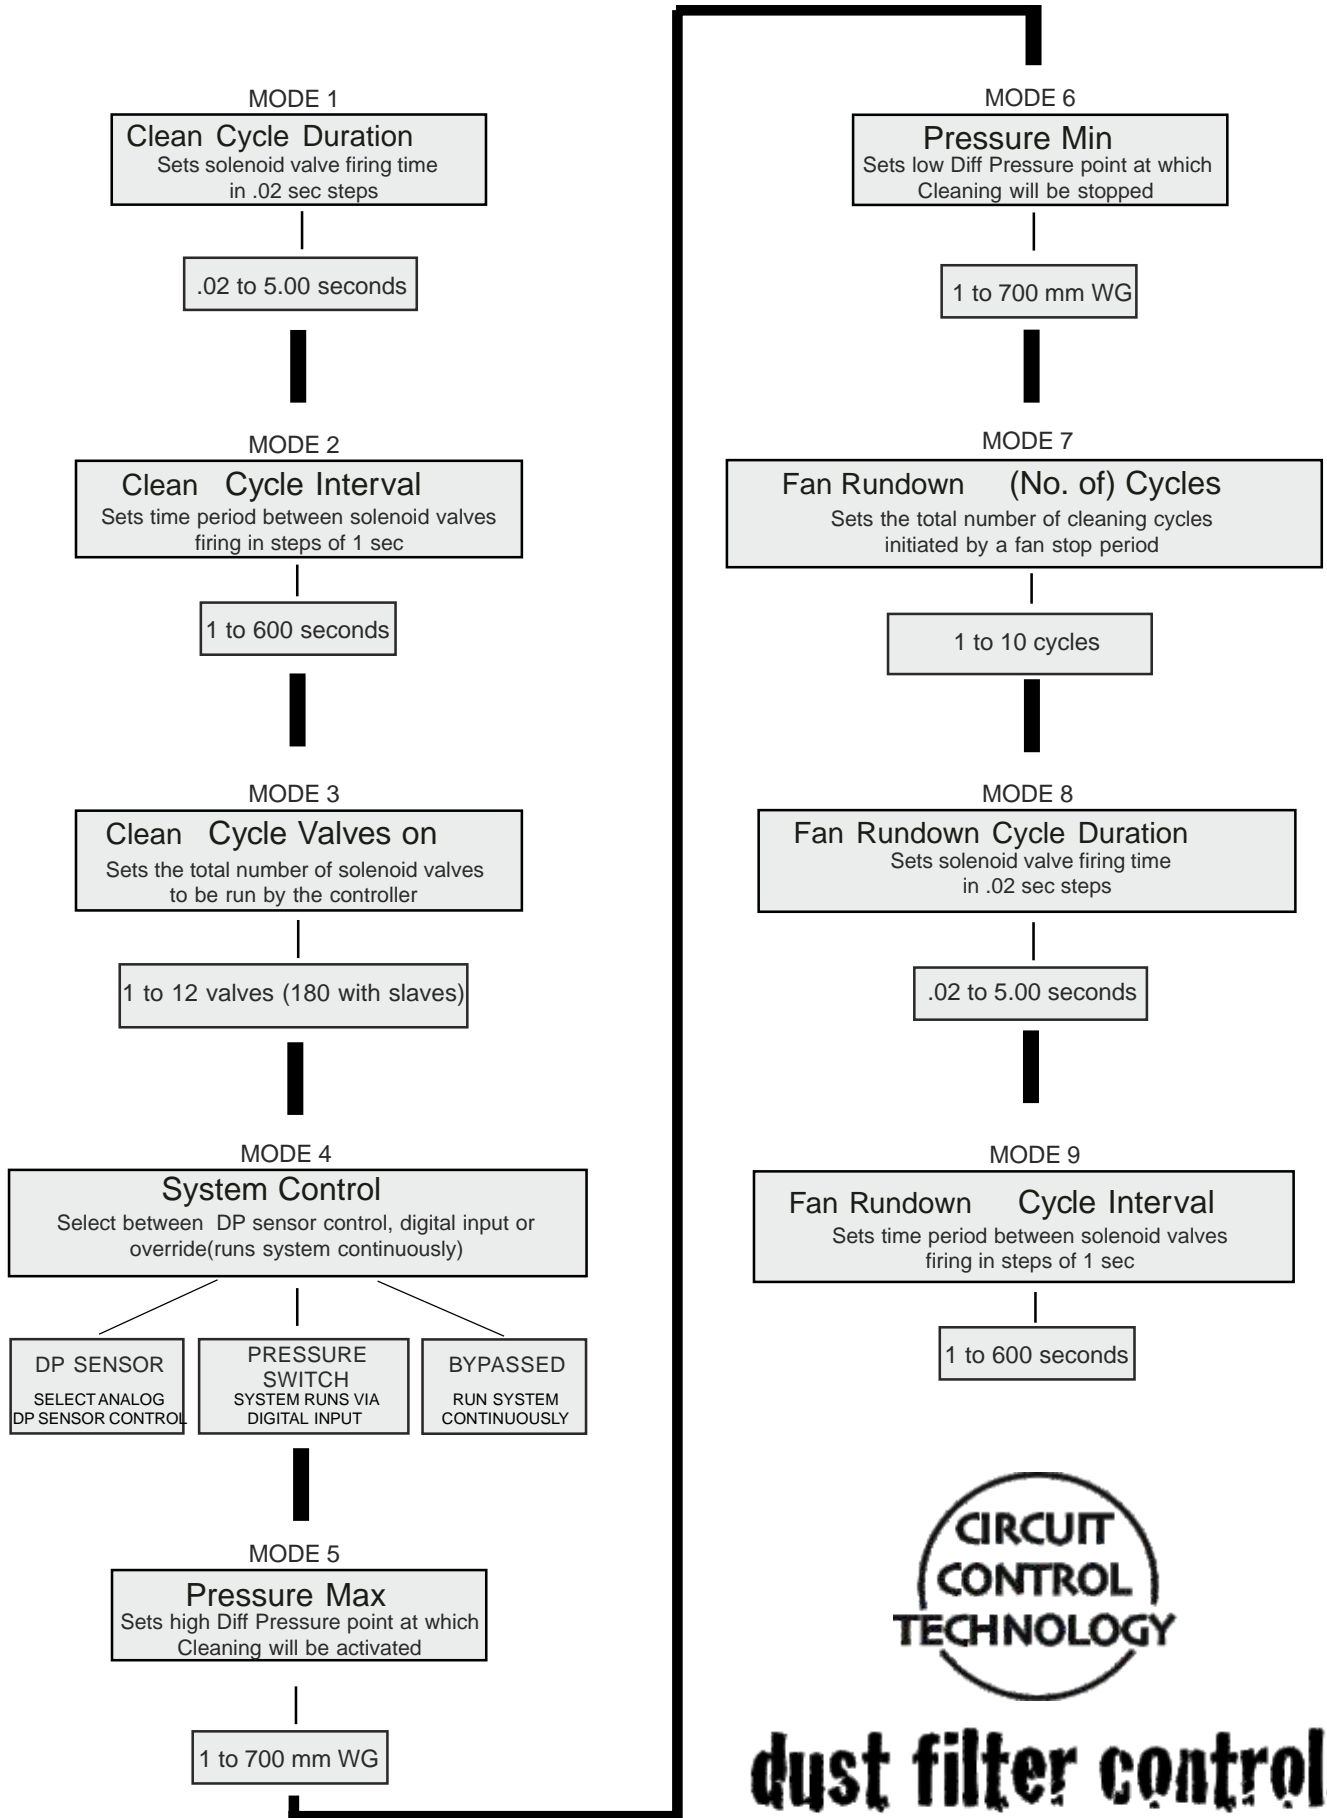 MODE 1
Clean Cycle Duration
Sets solenoid valve firing time
in .02 sec steps
.02 to 5.00 seconds
MODE 2
Clean Cycle Interval
Sets time period between solenoid valves
firing in steps of 1 sec
1 to 600 seconds
MODE 3
Clean Cycle Valves on
Sets the total number of solenoid valves
to be run by the controller
1 to 12 valves (180 with slaves)
MODE 4
System Control
Select between DP sensor control, digital input or
override(runs system continuously)
DP SENSOR
SELECT ANALOG
DP SENSOR CONTROL
PRESSURE
SWITCH
SYSTEM RUNS VIA
DIGITAL INPUT
BYPASSED
RUN SYSTEM
CONTINUOUSLY
MODE 5
Pressure Max
Sets high Diff Pressure point at which
Cleaning will be activated
1 to 700 mm WG
MODE 6
Pressure Min
Sets low Diff Pressure point at which
Cleaning will be stopped
1 to 700 mm WG
MODE 7
Fan Rundown (No. of) Cycles
Sets the total number of cleaning cycles
initiated by a fan stop period
1 to 10 cycles
MODE 8
Fan Rundown Cycle Duration
Sets solenoid valve firing time
in .02 sec steps
.02 to 5.00 seconds
MODE 9
Fan Rundown Cycle Interval
Sets time period between solenoid valves
firing in steps of 1 sec
1 to 600 seconds
CIRCUIT
CONTROL
TECHNOLOGY
dust filter control